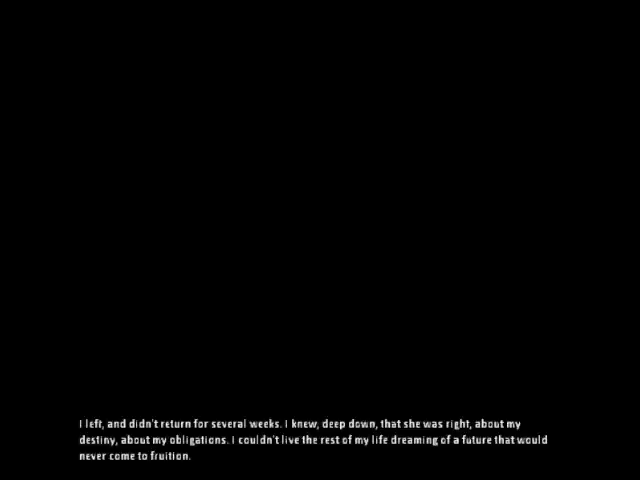 I left, and didn't return for several weeks. I knew, deep down, that she was right, about my
destiny, about my obligations. I couldn't live the rest of my life dreaming of a future that would
never come to fruition.